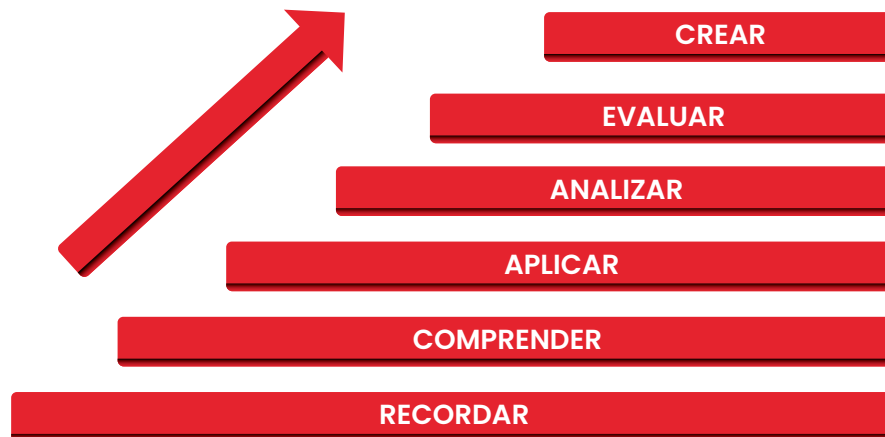 CREAR
EVALUAR
ANALIZAR
APLICAR
COMPRENDER
RECORDAR